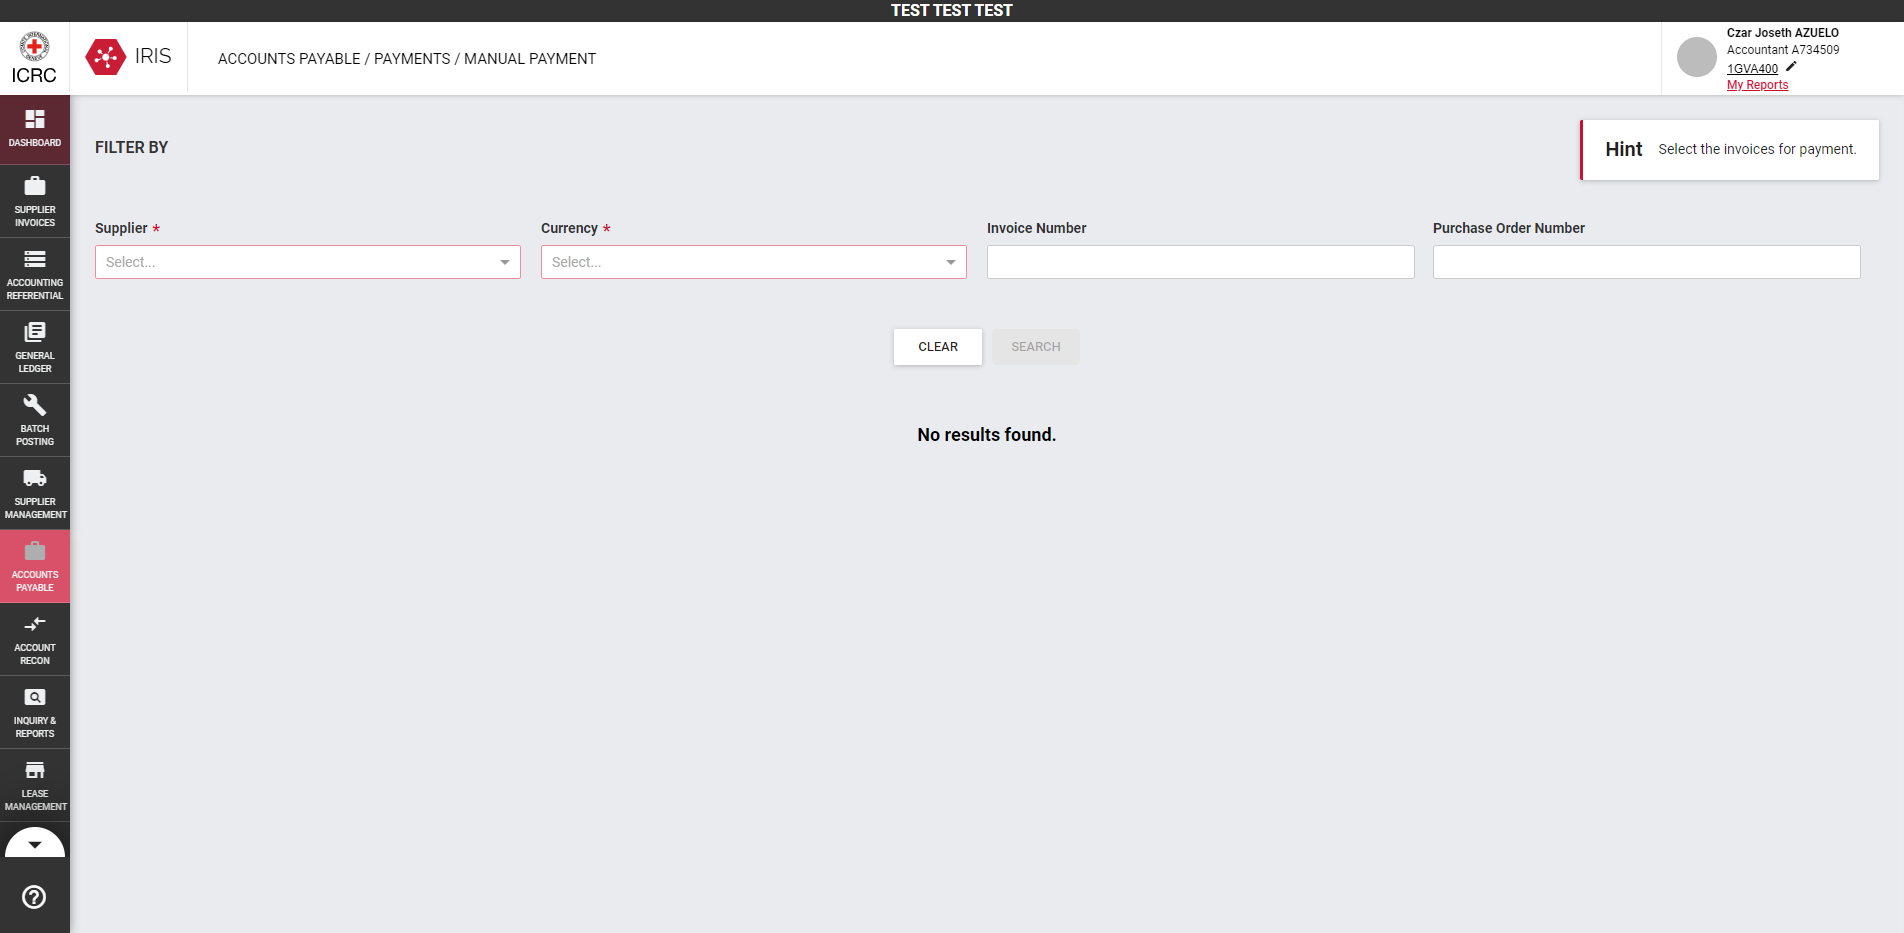 TEST TEST TEST
ICRC
IRIS
ACCOUNTS PAYABLE / PAYMENTS / MANUAL PAYMENT
Czar Joseth AZUELO
Accountant A734509
1GVA400
My Reports
DASHBOARD
SUPPLIER
INVOICES
ACCOUNTING
REFERENTIAL
GENERAL
LEDGER
BATCH
POSTING
SUPPLIER
MANAGEMENT
ACCOUNTS
PAYABLE
ACCOUNT
RECON
INQUIRY &
REPORTS
LEASE
MANAGEMENT
FILTER BY
Hint Select the invoices for payment.
Supplier * Currency * Invoice Number Purchase Order Number
Select... Select...
CLEAR SEARCH
No results found.